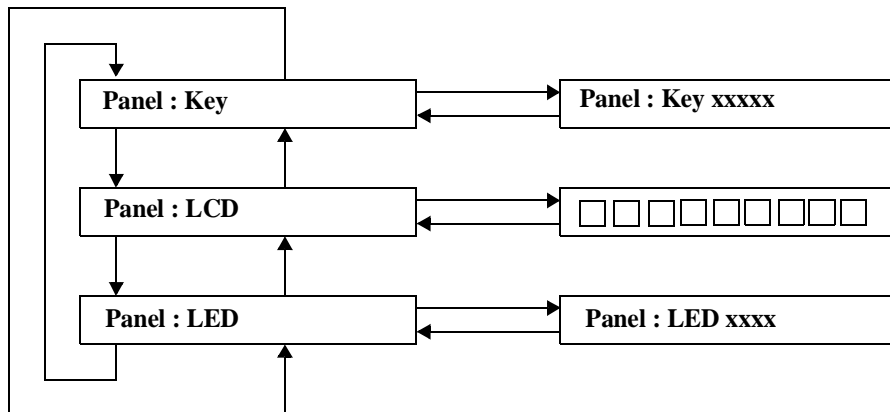 Panel : Key
Panel : Key xxxxx
Panel : LCD
Panel : LED
Panel : LED xxxx